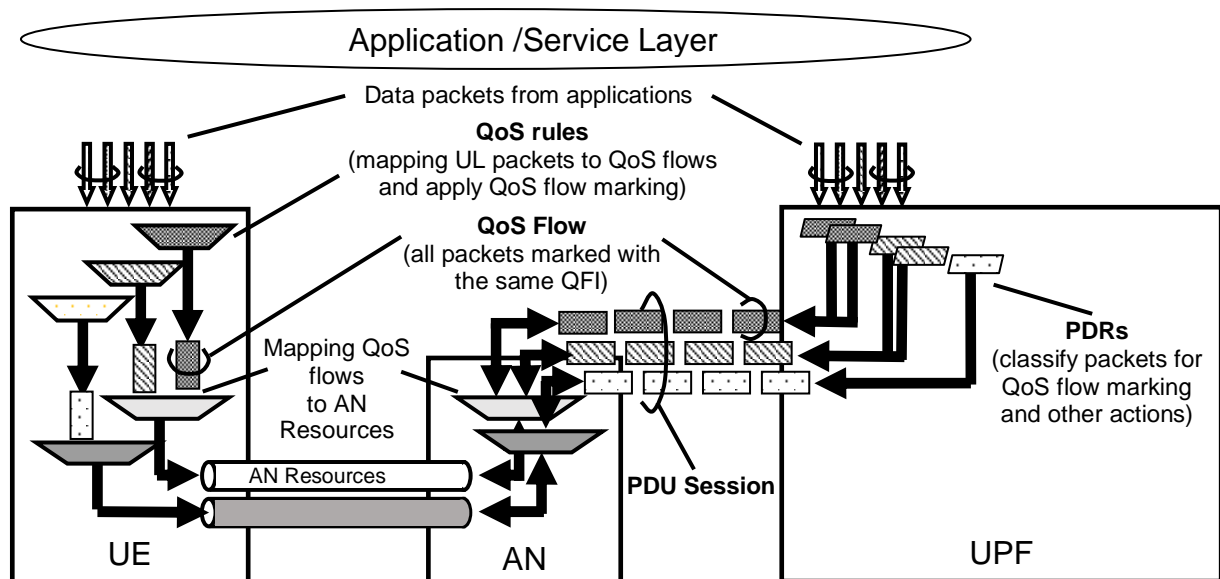 Application /Service Layer
Data packets from applications
QoS rules
(mapping UL packets to QoS flows
and apply QoS flow marking)
QoS Flow
(all packets marked with
the same QFI)
Mapping QoS
flows
to AN
Resources
PDRs
(classify packets for
QoS flow marking
and other actions)
AN Resources
PDU Session
UE
AN
UPF